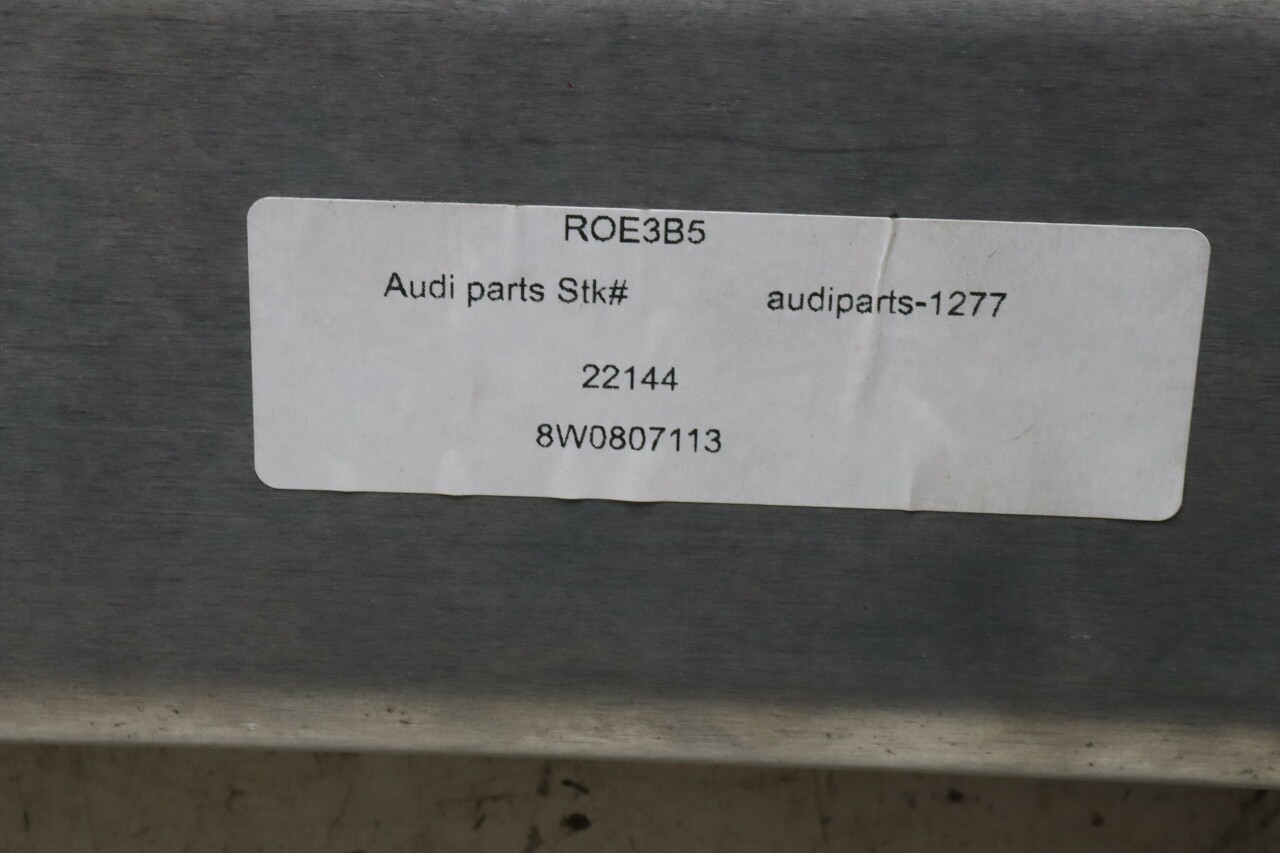 ROE3B5
Audi parts Stk# audiparts-1277
22144
8W0807113